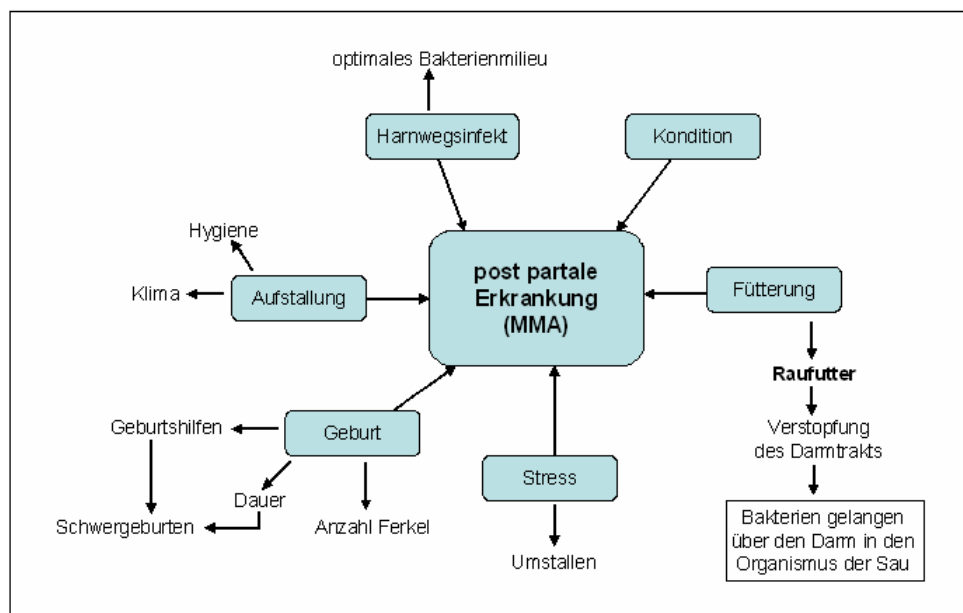 optimales Bakterienmilieu
Harnwegsinfekt
Kondition
Hygiene
Klima
Aufstallung
post partale
Erkrankung
(MMA)
Fütterung
Raufutter
Geburtshilfen
Geburt
Verstopfung
des Darmtrakts
Stress
Dauer
Schwergeburten
Anzahl Ferkel
Umstallen
Bakterien gelangen
über den Darm in den
Organismus der Sau